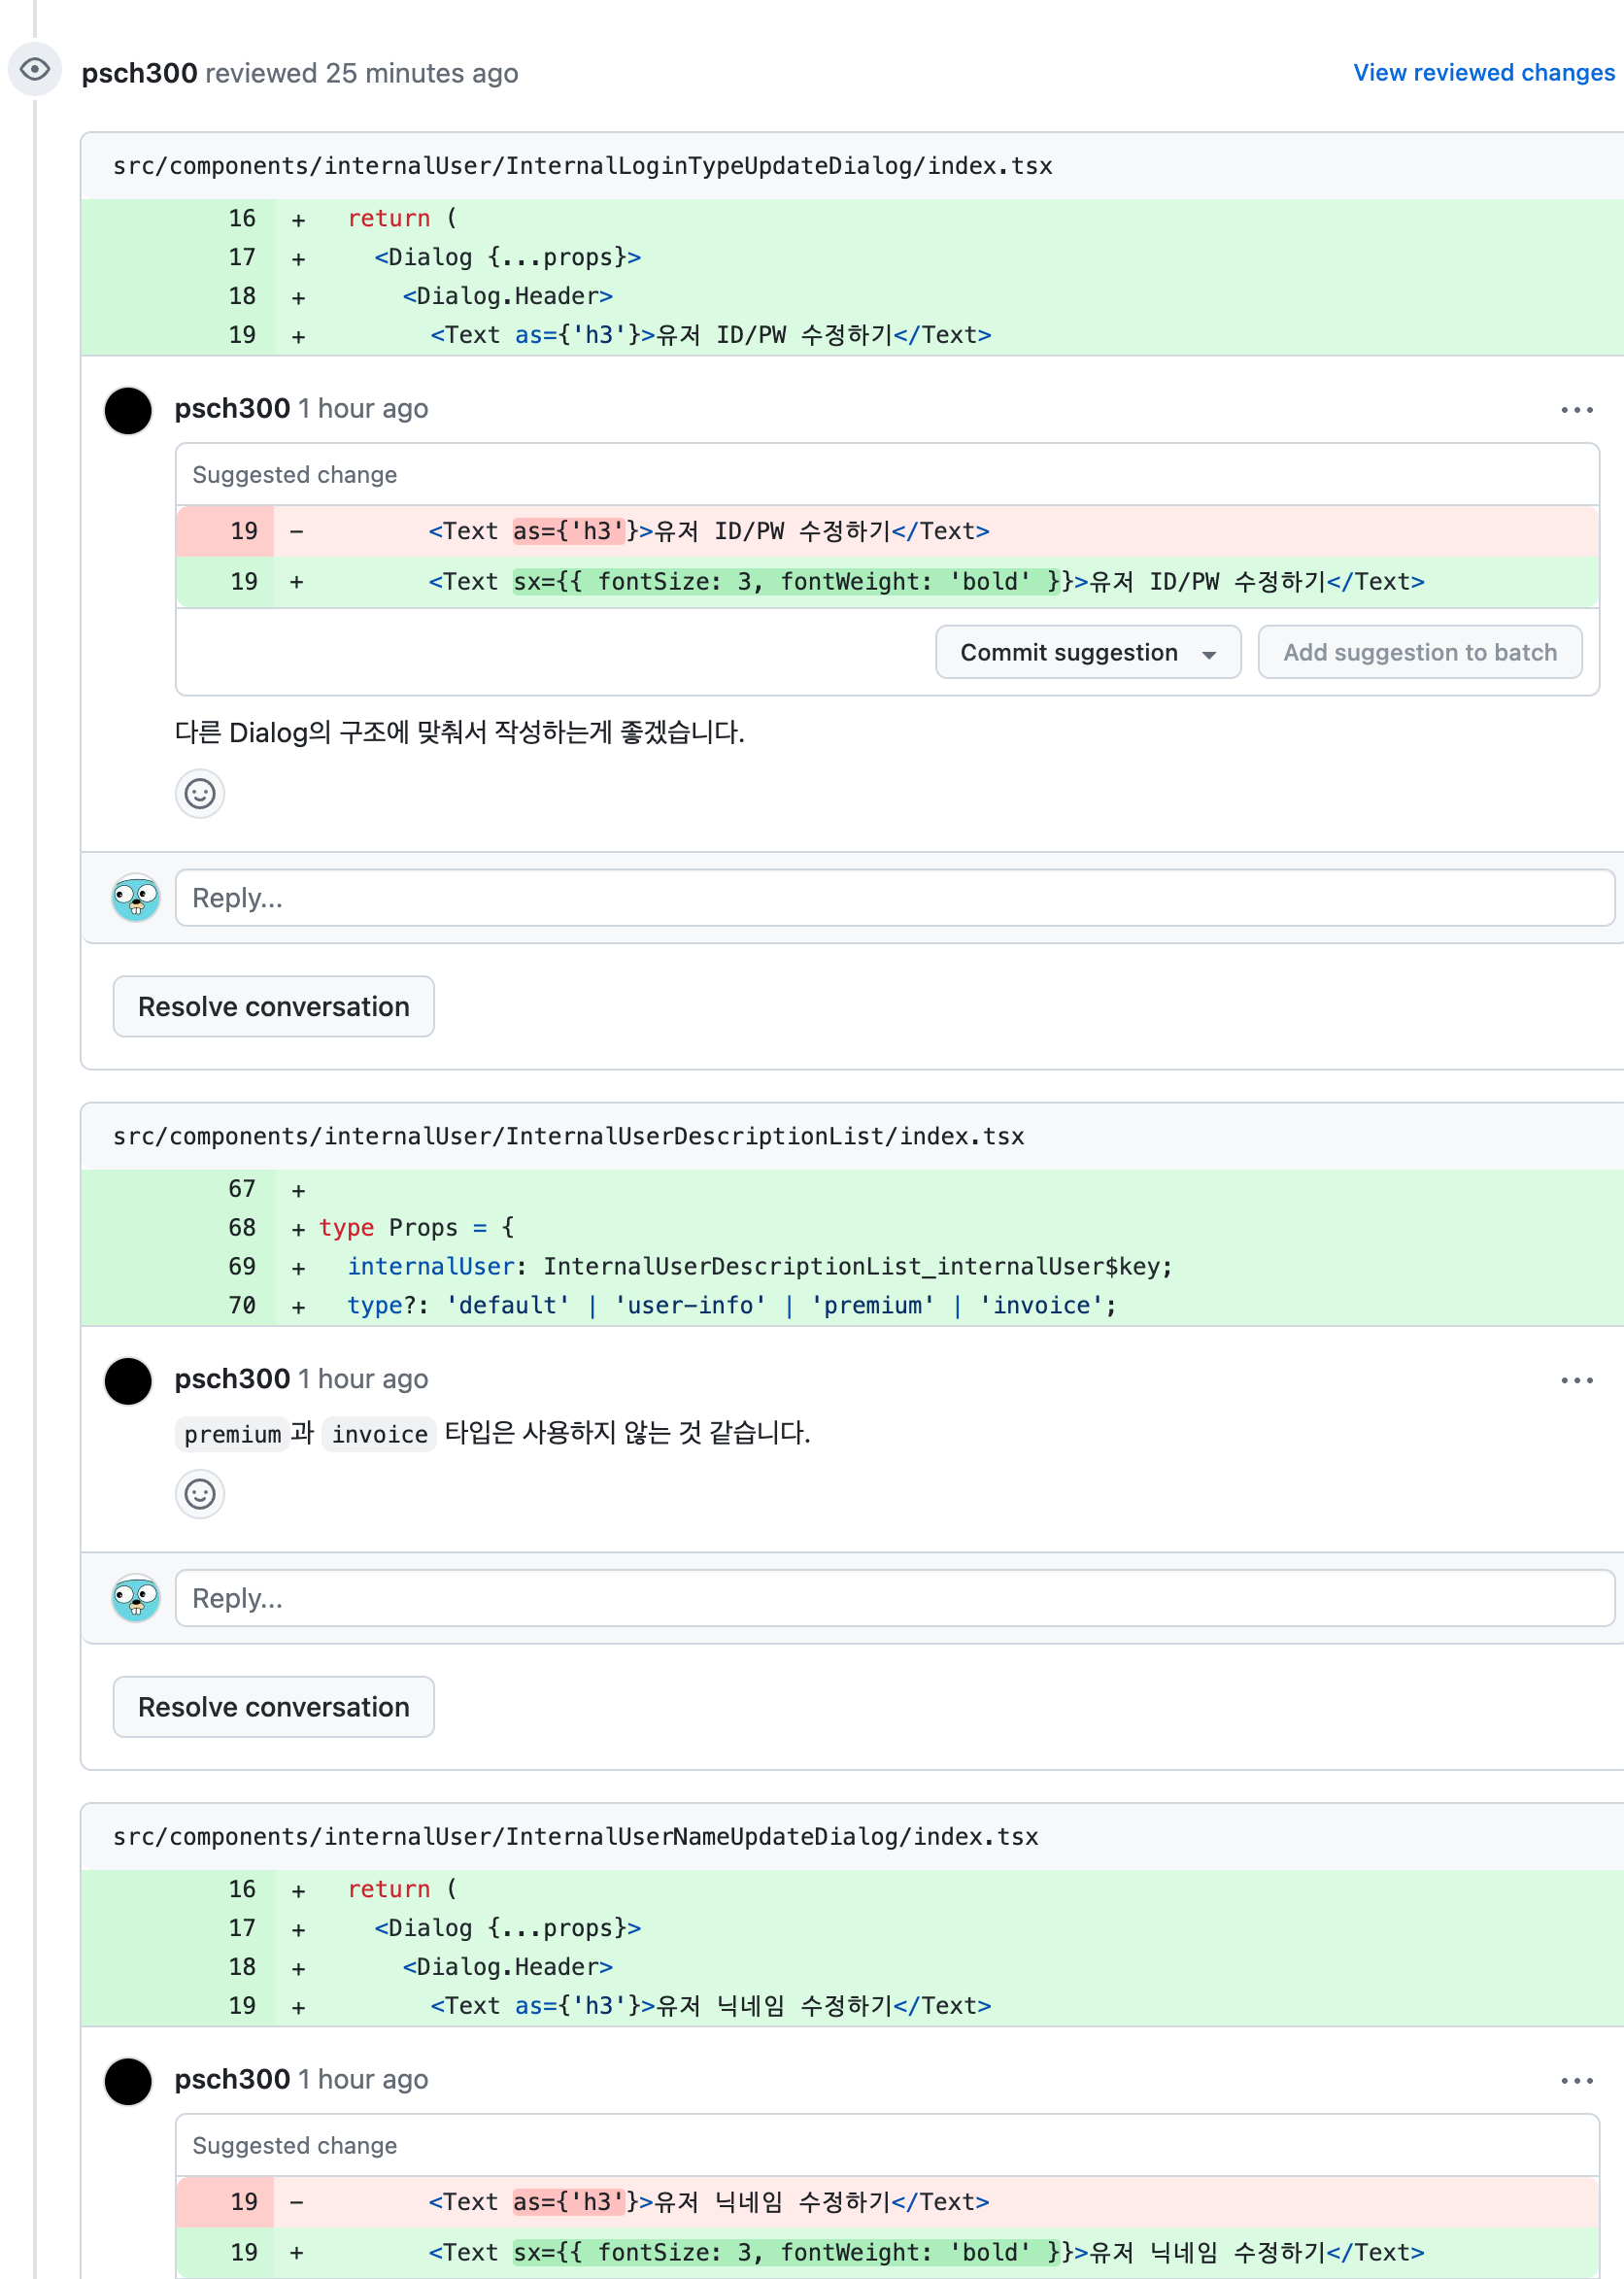 psch300 reviewed 25 minutes ago
View reviewed changes
src/components/internalUser/InternalLoginTypeUpdateDialog/index.tsx
16 + return (
17 + <Dialog {...props}>
18 + <Dialog.Header>
19 + <Text as={'h3'}>유저 ID/PW 수정하기</Text>
psch300 1 hour ago
Suggested change
19 - <Text as={'h3'}>유저 ID/PW 수정하기</Text>
19 + <Text sx={{ fontSize: 3, fontWeight: 'bold' }}>유저 ID/PW 수정하기</Text>
Commit suggestion
Add suggestion to batch
다른 Dialog의 구조에 맞춰서 작성하는게 좋겠습니다.
Reply...
Resolve conversation
src/components/internalUser/InternalUserDescriptionList/index.tsx
67 +
68 + type Props = {
69 + internalUser: InternalUserDescriptionList_internalUser$key;
70 + type?: 'default' | 'user-info' | 'premium' | 'invoice';
psch300 1 hour ago
premium과 invoice 타입은 사용하지 않는 것 같습니다.
Reply...
Resolve conversation
src/components/internalUser/InternalUserNameUpdateDialog/index.tsx
16 + return (
17 + <Dialog {...props}>
18 + <Dialog.Header>
19 + <Text as={'h3'}>유저 닉네임 수정하기</Text>
psch300 1 hour ago
Suggested change
19 - <Text as={'h3'}>유저 닉네임 수정하기</Text>
19 + <Text sx={{ fontSize: 3, fontWeight: 'bold' }}>유저 닉네임 수정하기</Text>